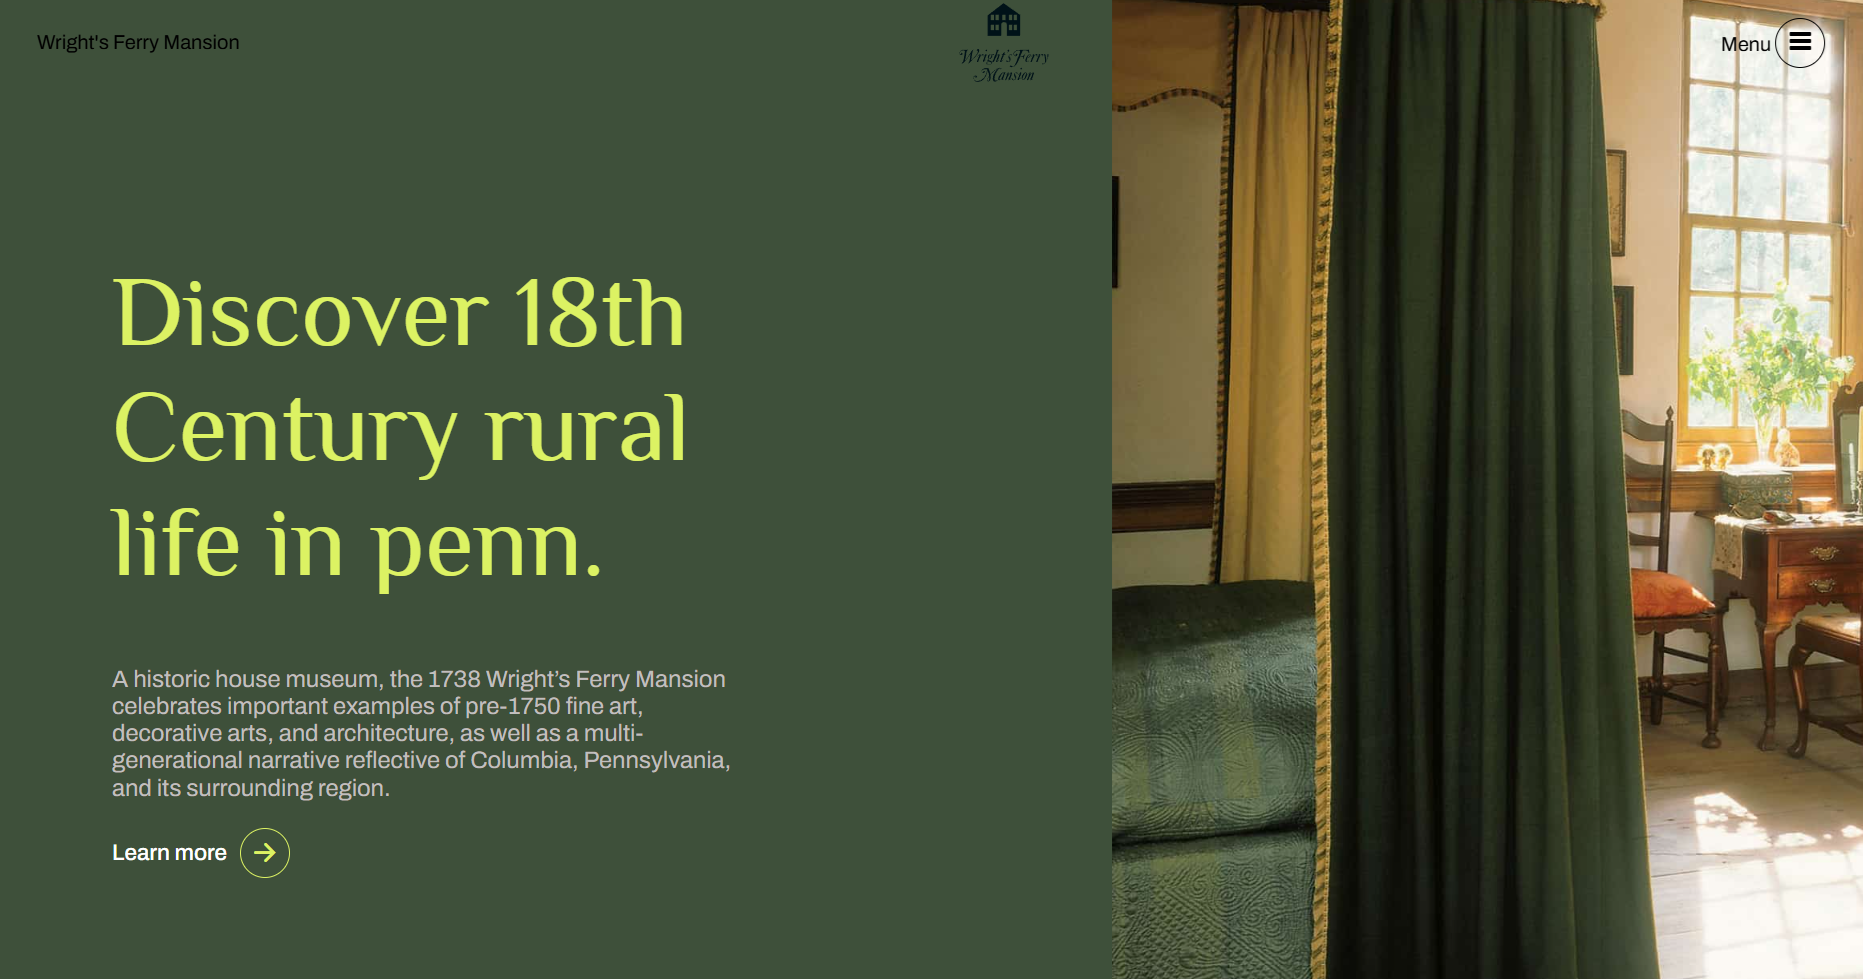 Wright's Ferry Mansion
Wright's Ferry
Mansion
Menu
Discover 18th
Century rural
life in penn.
A historic house museum, the 1738 Wright’s Ferry Mansion
celebrates important examples of pre-1750 fine art,
decorative arts, and architecture, as well as a multi-
generational narrative reflective of Columbia, Pennsylvania,
and its surrounding region.
Learn more